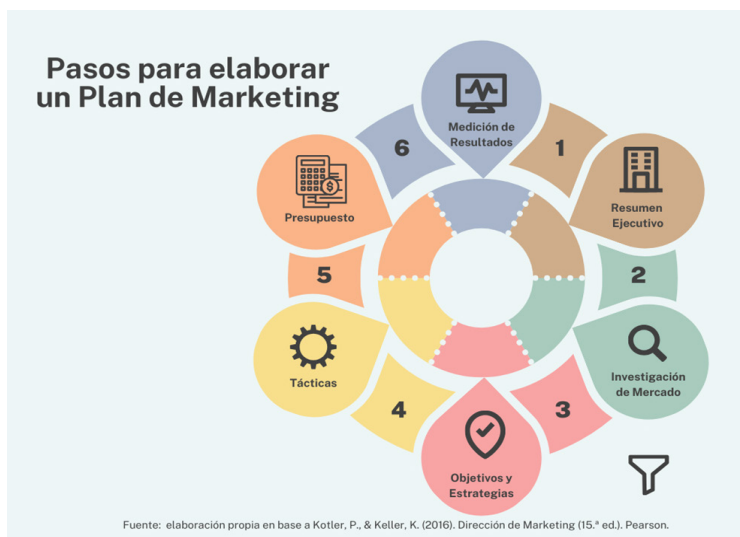 Pasos para elaborar
un Plan de Marketing
Medición de
Resultados
1
Resumen
Ejecutivo
2
Investigación
de Mercado
3
Objetivos y
Estrategias
4
Tácticas
5
Presupuesto
$
6
Fuente: elaboración propia en base a Kotler, P., & Keller, K. (2016). Dirección de Marketing (15.ª ed.). Pearson.